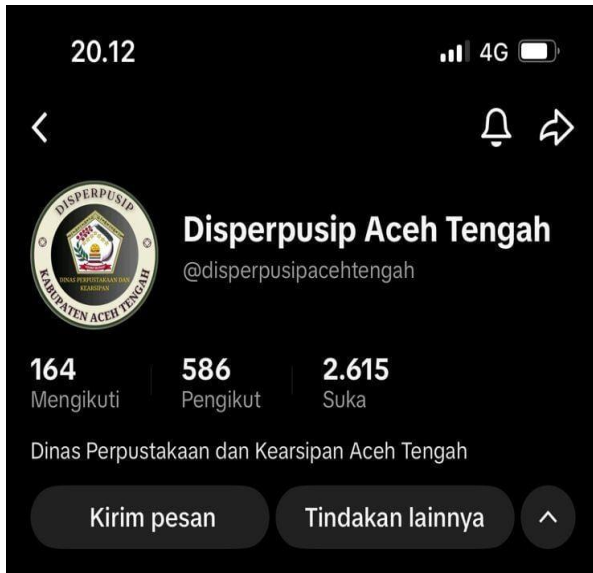 20.12
4G
DISPERPUSIP
DINAS PERPUSTAKAAN DAN
KEARSIPAN
KABUPATEN ACEH TENGAH
Disperpusip Aceh Tengah
@disperpusipacehtengah
164 586 2.615
Mengikuti Pengikut Suka
Dinas Perpustakaan dan Kearsipan Aceh Tengah
Kirim pesan Tindakan lainnya